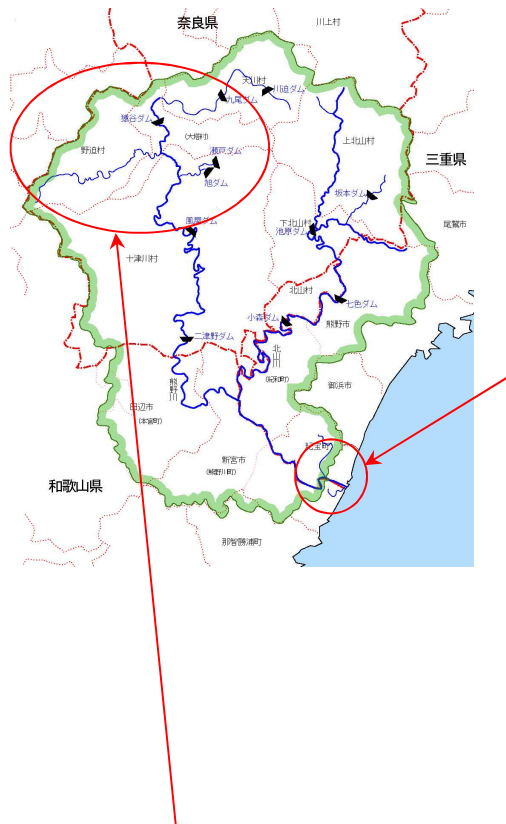 奈良県
川上村
天川村
川迫ダム
九尾ダム
猿谷ダム
(大塔村)
上北山村
野迫村
瀬戸ダム
旭ダム
三重県
坂本ダム
風屋ダム
下北山村
池原ダム
尾鷲市
十津川村
北山村
七色ダム
小森ダム
熊野市
二津野ダム
北山川
(紀和町)
熊野川
御浜市
田辺市
(本宮町)
紀宝町
新宮市
(熊野川町)
和歌山県
那智勝浦町